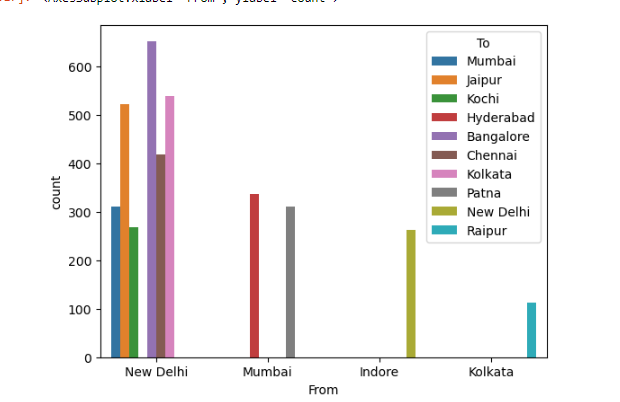 600
500
400
300
200
100
0
count
New Delhi
Mumbai
Indore
Kolkata
From
To
Mumbai
Jaipur
Kochi
Hyderabad
Bangalore
Chennai
Kolkata
Patna
New Delhi
Raipur